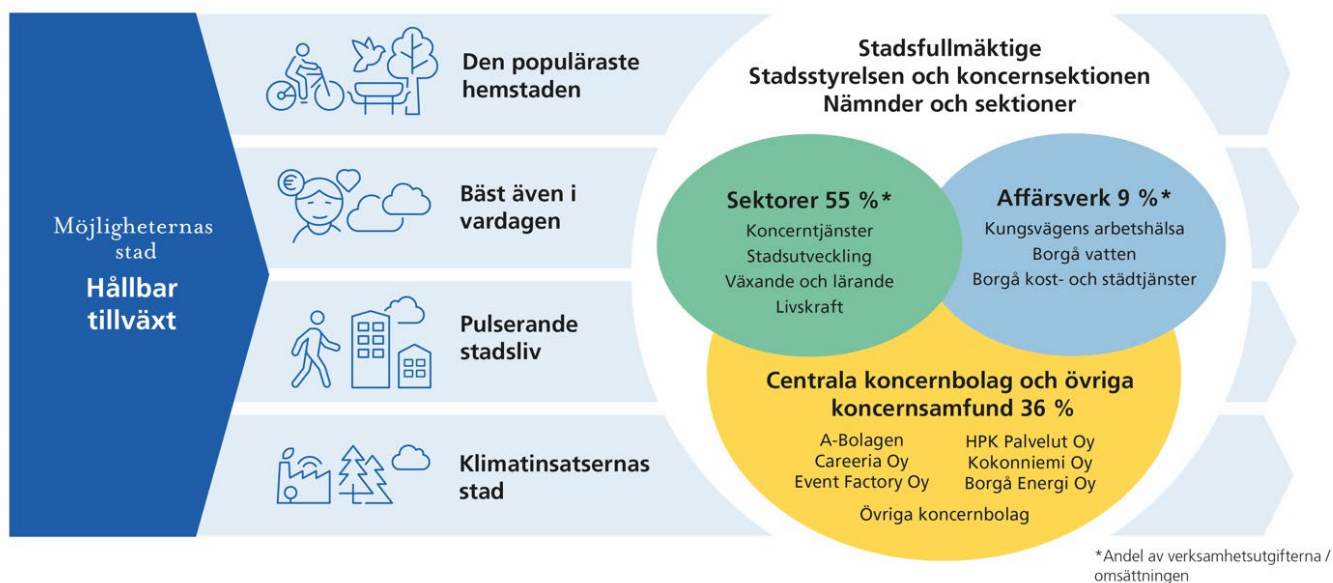 Möjligheternas
stad
Hållbar
tillväxt
Den populäraste
hemstaden
Bäst även i
vardagen
€
Pulserande
stadsliv
Klimatinsatsernas
stad
Stadsfullmäktige
Stadsstyrelsen och koncernsektionen
Nämnder och sektioner
Sektorer 55 %*
Koncerntjänster
Stadsutveckling
Växande och lärande
Livskraft
Affärsverk 9 %*
Kungsvägens arbetshälsa
Borgå vatten
Borgå kost- och städtjänster
Centrala koncernbolag och övriga
koncernsamfund 36 %
A-Bolagen
Careeria Oy
Event Factory Oy
HPK Palvelut Oy
Kokonniemi Oy
Borgå Energi Oy
Övriga koncernbolag
*Andel av verksamhetsutgifterna /
omsättningen